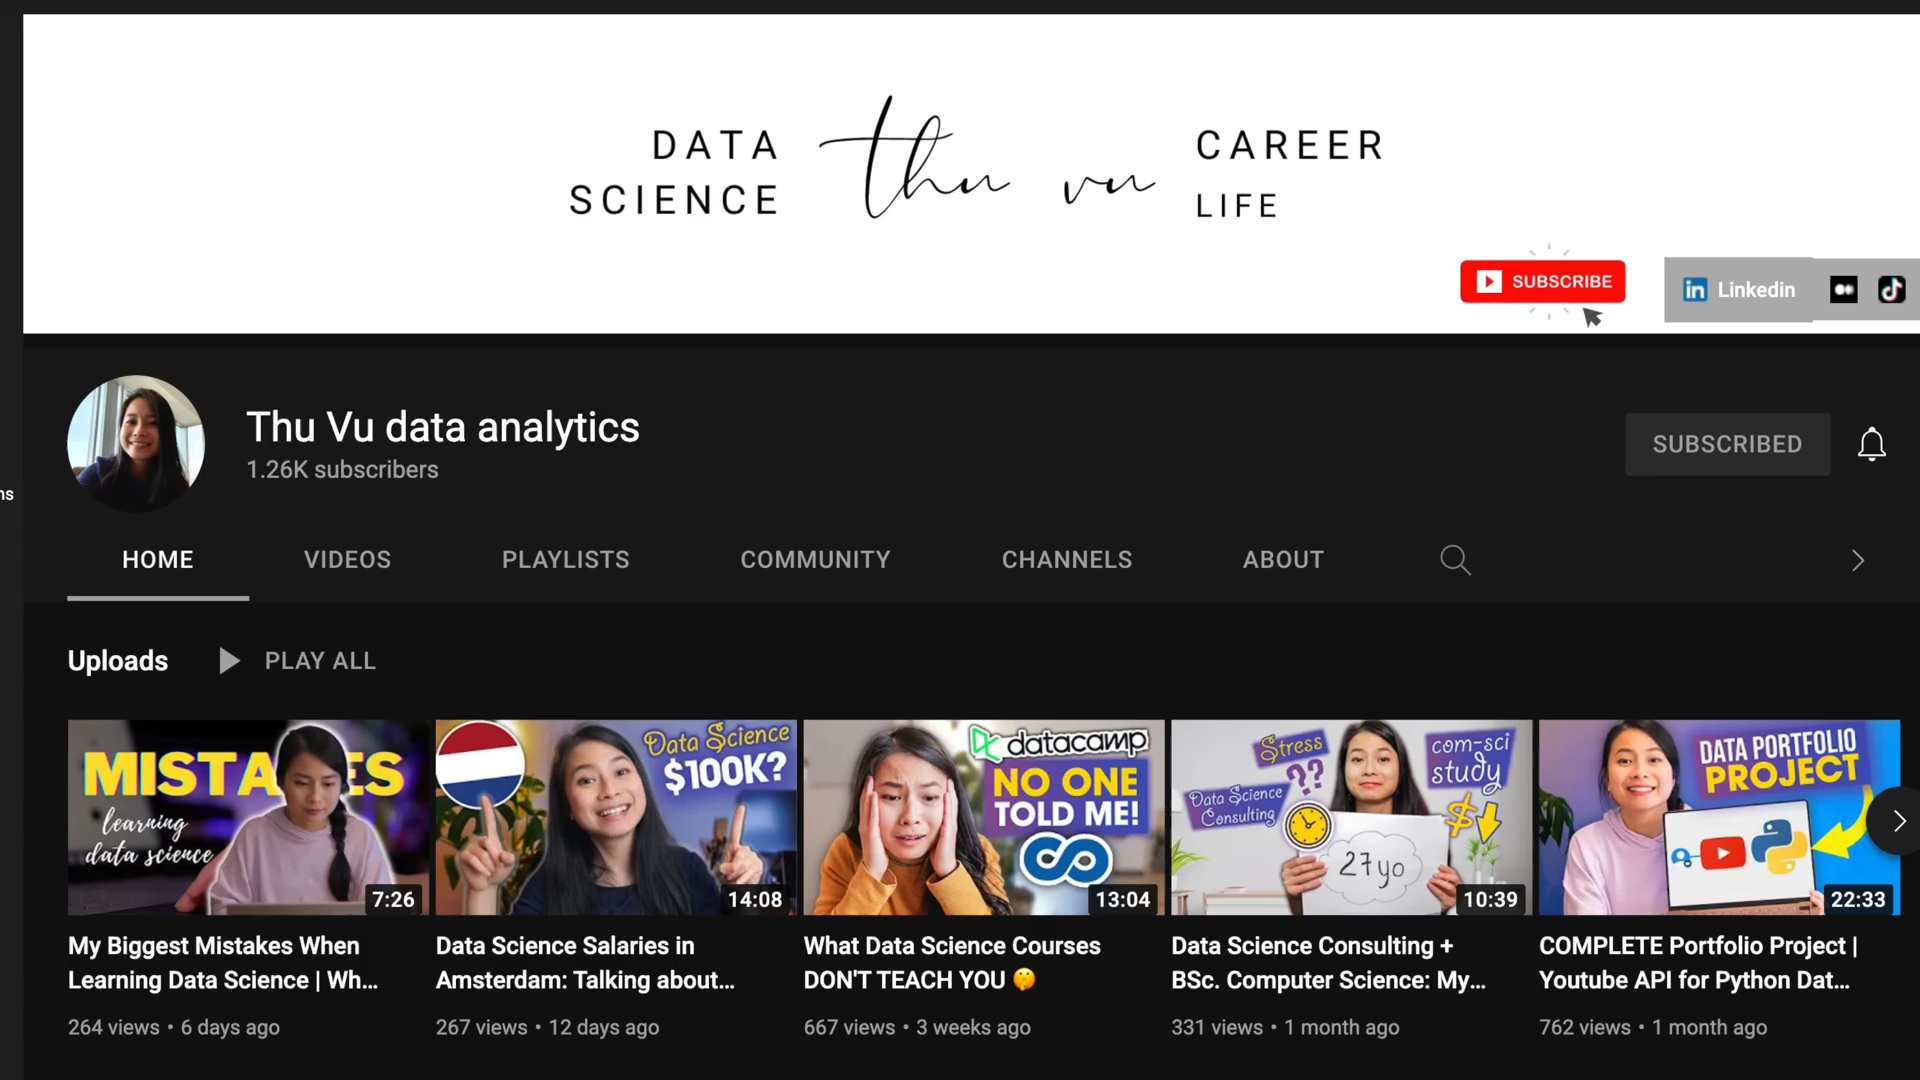 DATA
SCIENCE
thu vu
CAREER
LIFE
SUBSCRIBE
Linkedin
Thu Vu data analytics
1.26K subscribers
SUBSCRIBED
ns
HOME
VIDEOS
PLAYLISTS
COMMUNITY
CHANNELS
ABOUT
Uploads
PLAY ALL
MISTA ES
learning
data science
7:26
My Biggest Mistakes When
Learning Data Science | Wh...
264 views • 6 days ago
Data Science
$100K?
14:08
Data Science Salaries in
Amsterdam: Talking about...
267 views • 12 days ago
datacamp
NO ONE
TOLD ME!
13:04
What Data Science Courses
DON'T TEACH YOU 🤫
667 views • 3 weeks ago
Stress
??
com-sci
study
Data Science
Consulting
$
27yo
10:39
Data Science Consulting +
BSc. Computer Science: My...
331 views • 1 month ago
DATA PORTFOLIO
PROJECT
22:33
COMPLETE Portfolio Project |
Youtube API for Python Dat...
762 views • 1 month ago